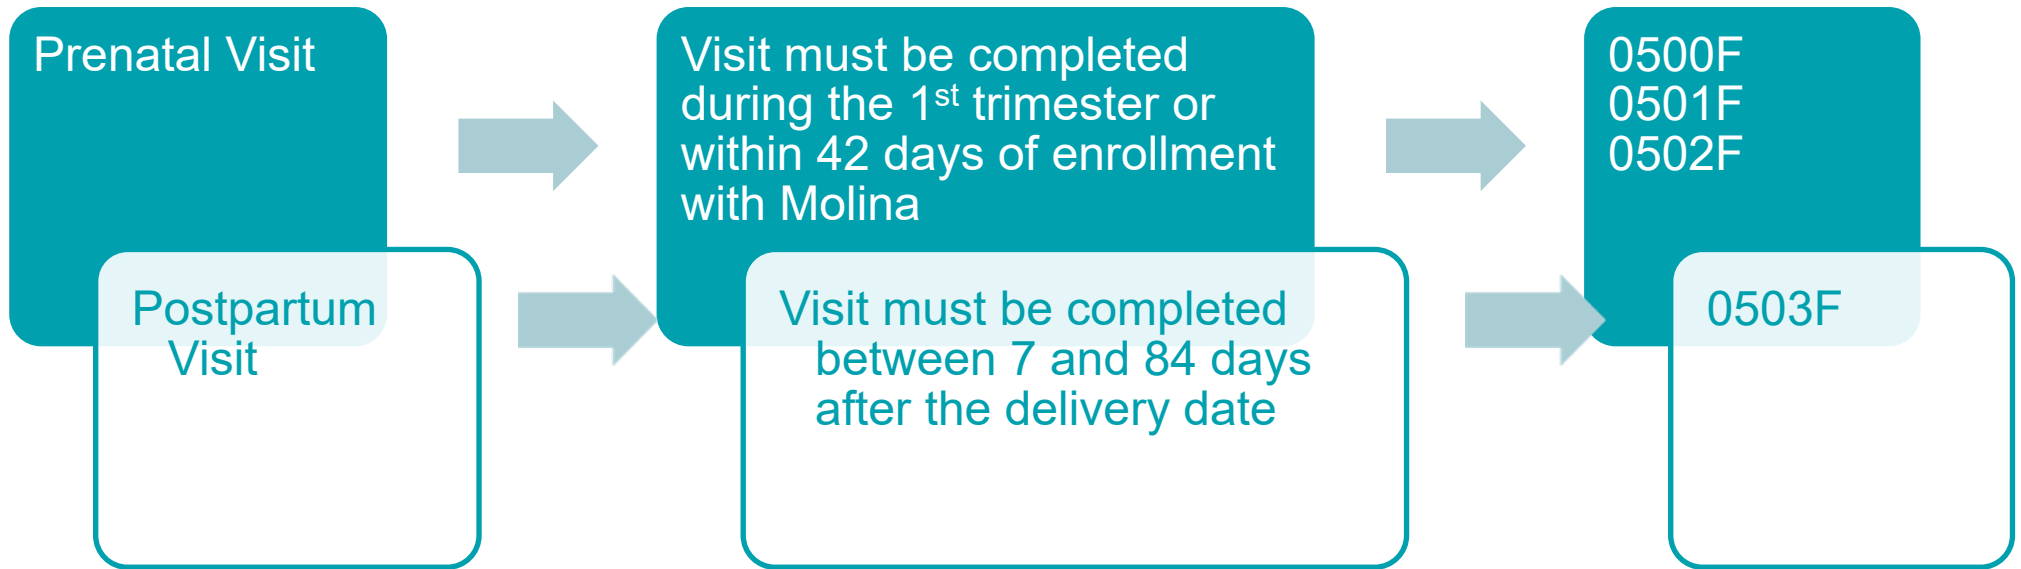 Prenatal Visit
Visit must be completed
during the 1st trimester or
within 42 days of enrollment
with Molina
0500F
0501F
0502F
Postpartum
Visit
Visit must be completed
between 7 and 84 days
after the delivery date
0503F